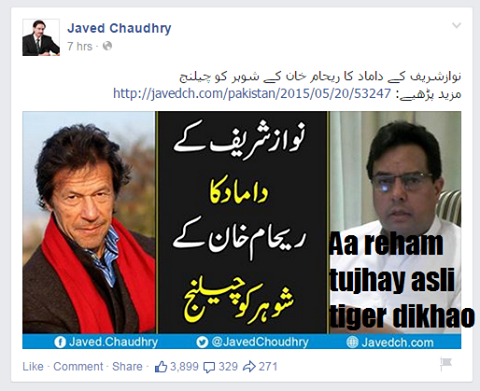 Javed Chaudhry
7 hrs ·
نوازشریف کے داماد کا ریحام خان کے شوہر کو چیلنج
مزید پڑھیے: http://javedch.com/pakistan/2015/05/20/53247
نوازشریف کے
داماد کا
ریحام خان کے
شوہر کو چیلنج
Aa reham
tujhay asli
tiger dikhao
Javed.Chaudhry @JavedChoudhry Javedch.com
Like · Comment · Share · 3,899 329 271